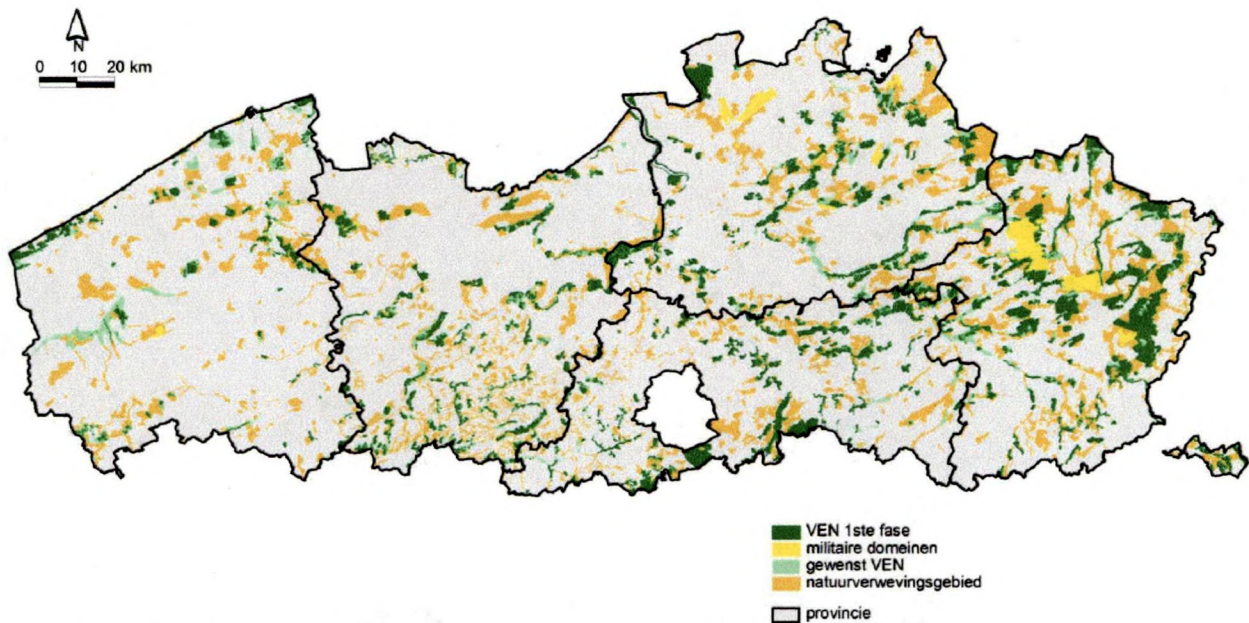 N
0 10 20 km
VEN 1ste fase
militaire domeinen
gewenst VEN
natuurverwevingsgebied
provincie